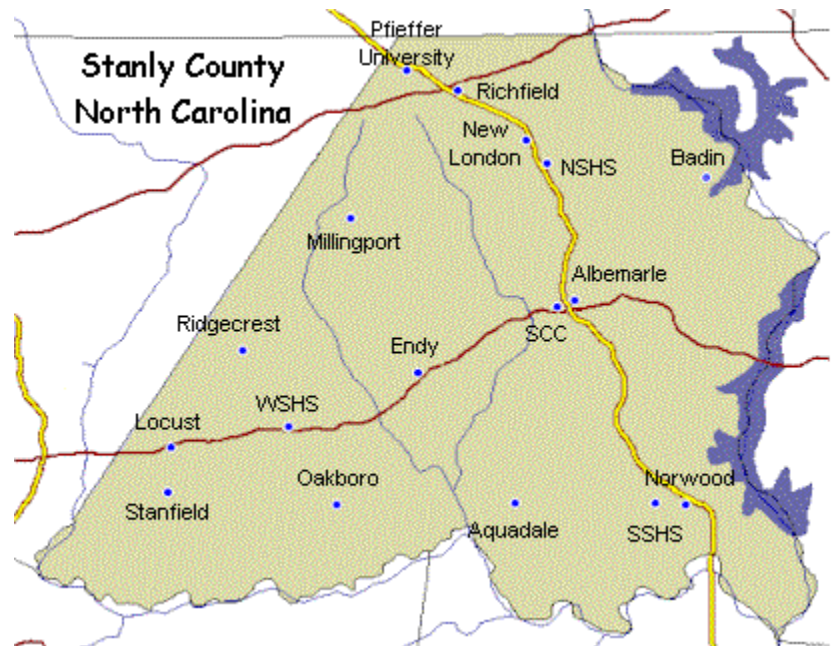 Stanly County
North Carolina
Pfieffer
University
Richfield
New
London
NSHS
Badin
Millingport
Albemarle
SCC
Ridgecrest
Endy
WSHS
Locust
Stanfield
Oakboro
Aquadale
Norwood
SSHS